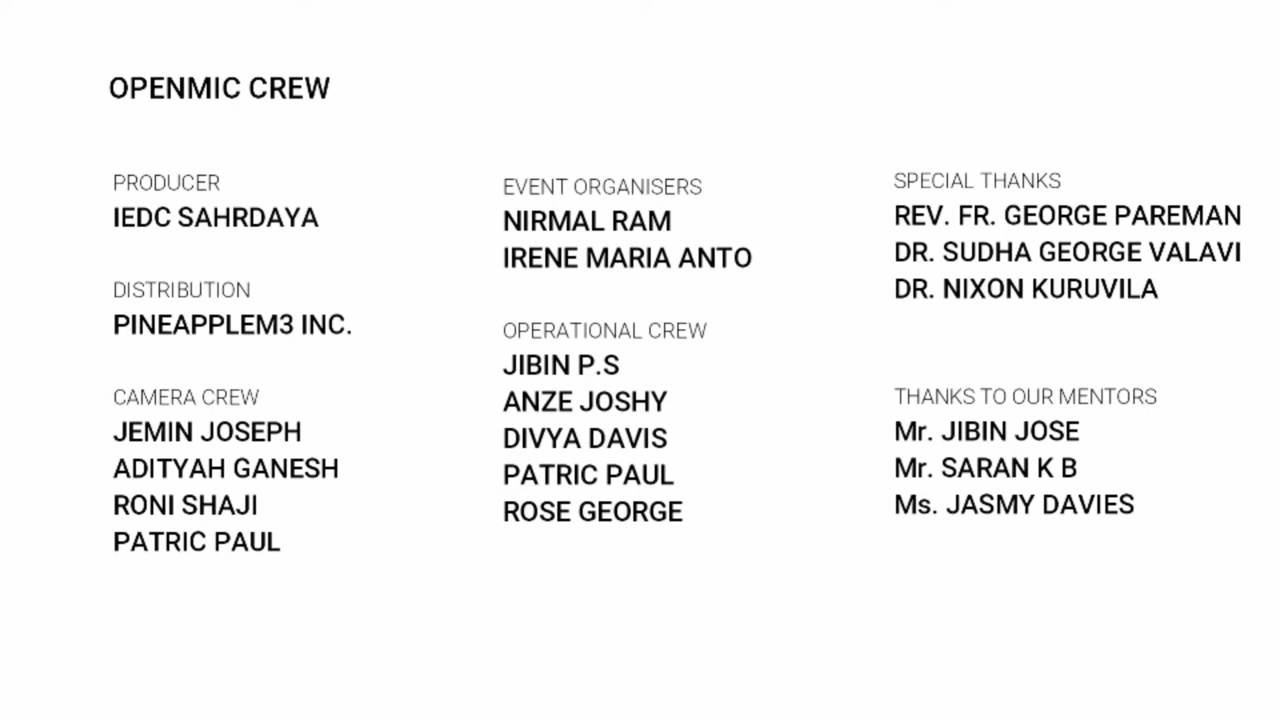 OPENMIC CREW
PRODUCER
IEDC SAHRDAYA
DISTRIBUTION
PINEAPPLEM3 INC.
CAMERA CREW
JEMIN JOSEPH
ADITYAH GANESH
RONI SHAJI
PATRIC PAUL
EVENT ORGANISERS
NIRMAL RAM
IRENE MARIA ANTO
OPERATIONAL CREW
JIBIN P.S
ANZE JOSHY
DIVYA DAVIS
PATRIC PAUL
ROSE GEORGE
SPECIAL THANKS
REV. FR. GEORGE PAREMAN
DR. SUDHA GEORGE VALAVI
DR. NIXON KURUVILA
THANKS TO OUR MENTORS
Mr. JIBIN JOSE
Mr. SARAN K B
Ms. JASMY DAVIES